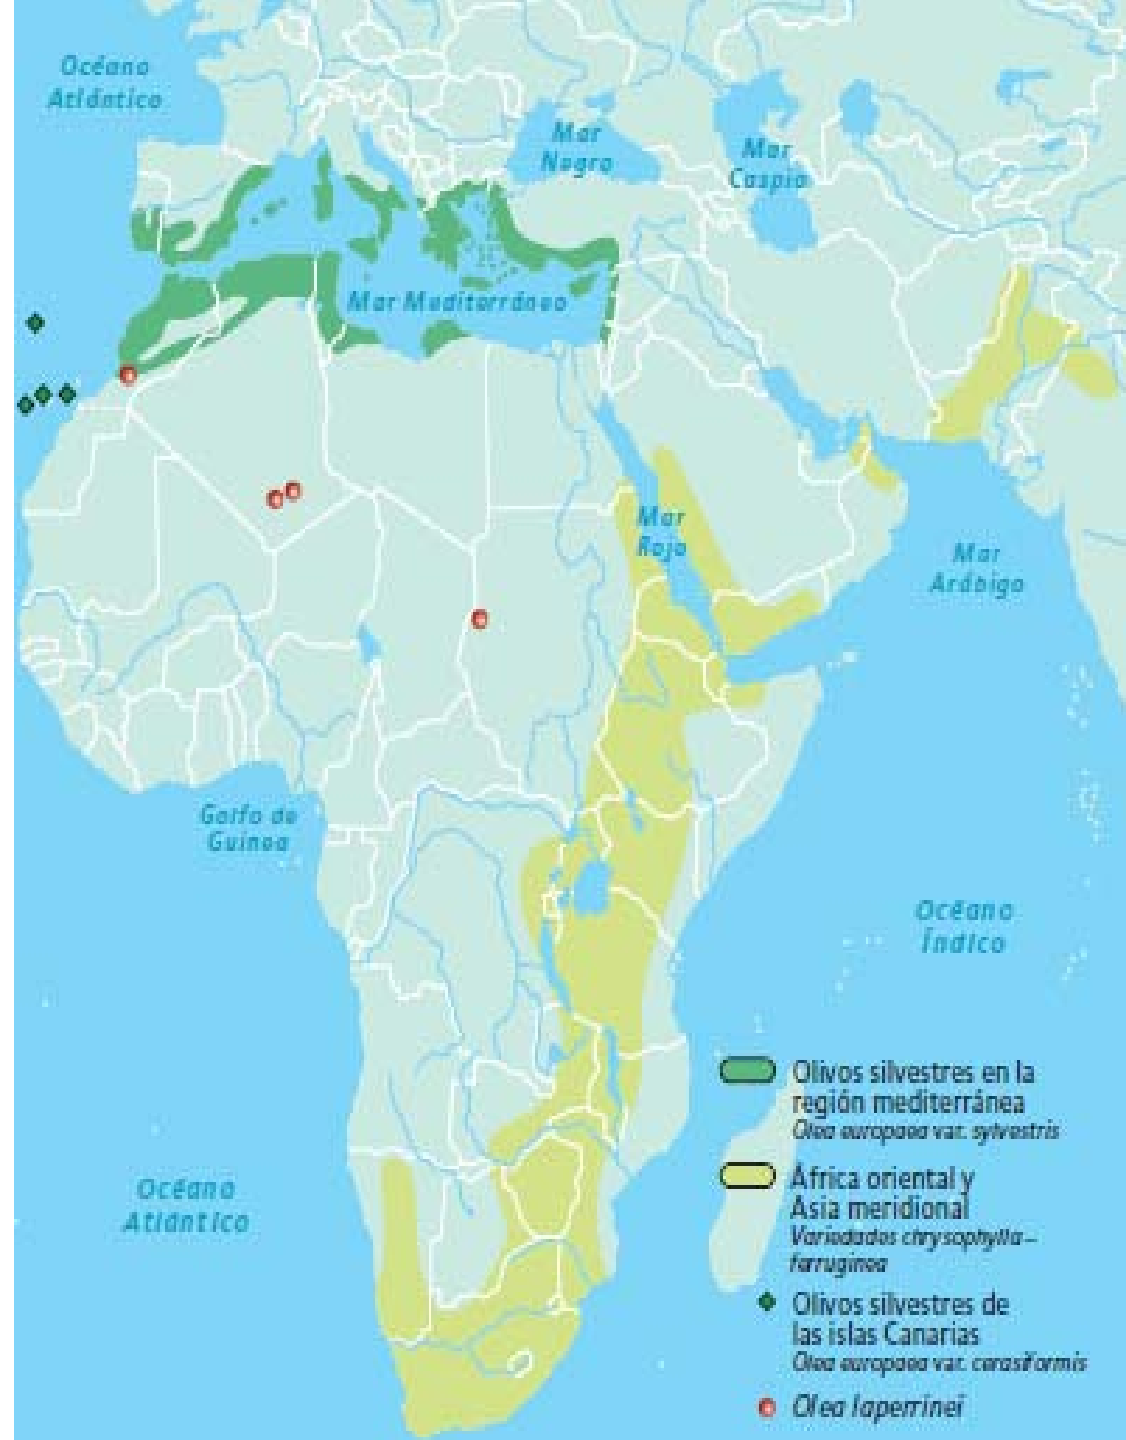 Océano
Atlántico
Mar
Negro
Mar
Caspio
Mar Mediterráneo
Mar
Rojo
Mar
Arábigo
Golfo de
Guinea
Océano
Índico
Océano
Atlántico
Olivos silvestres en la
región mediterránea
Olea europaea var. sylvestris
África oriental y
Asia meridional
Variedades chrysophylla–
ferruginea
Olivos silvestres de
las islas Canarias
Olea europaea var. cerasiformis
Olea laperrinei